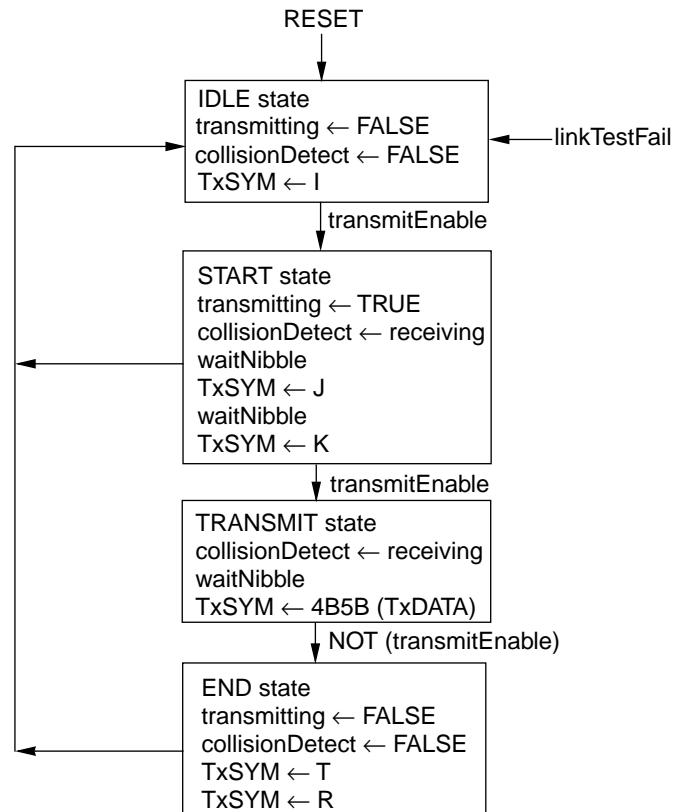 RESET
IDLE state
transmitting ← FALSE
collisionDetect ← FALSE
TxSYM ← I
linkTestFail
transmitEnable
START state
transmitting ← TRUE
collisionDetect ← receiving
waitNibble
TxSYM ← J
waitNibble
TxSYM ← K
transmitEnable
TRANSMIT state
collisionDetect ← receiving
waitNibble
TxSYM ← 4B5B (TxDATA)
NOT (transmitEnable)
END state
transmitting ← FALSE
collisionDetect ← FALSE
TxSYM ← T
TxSYM ← R